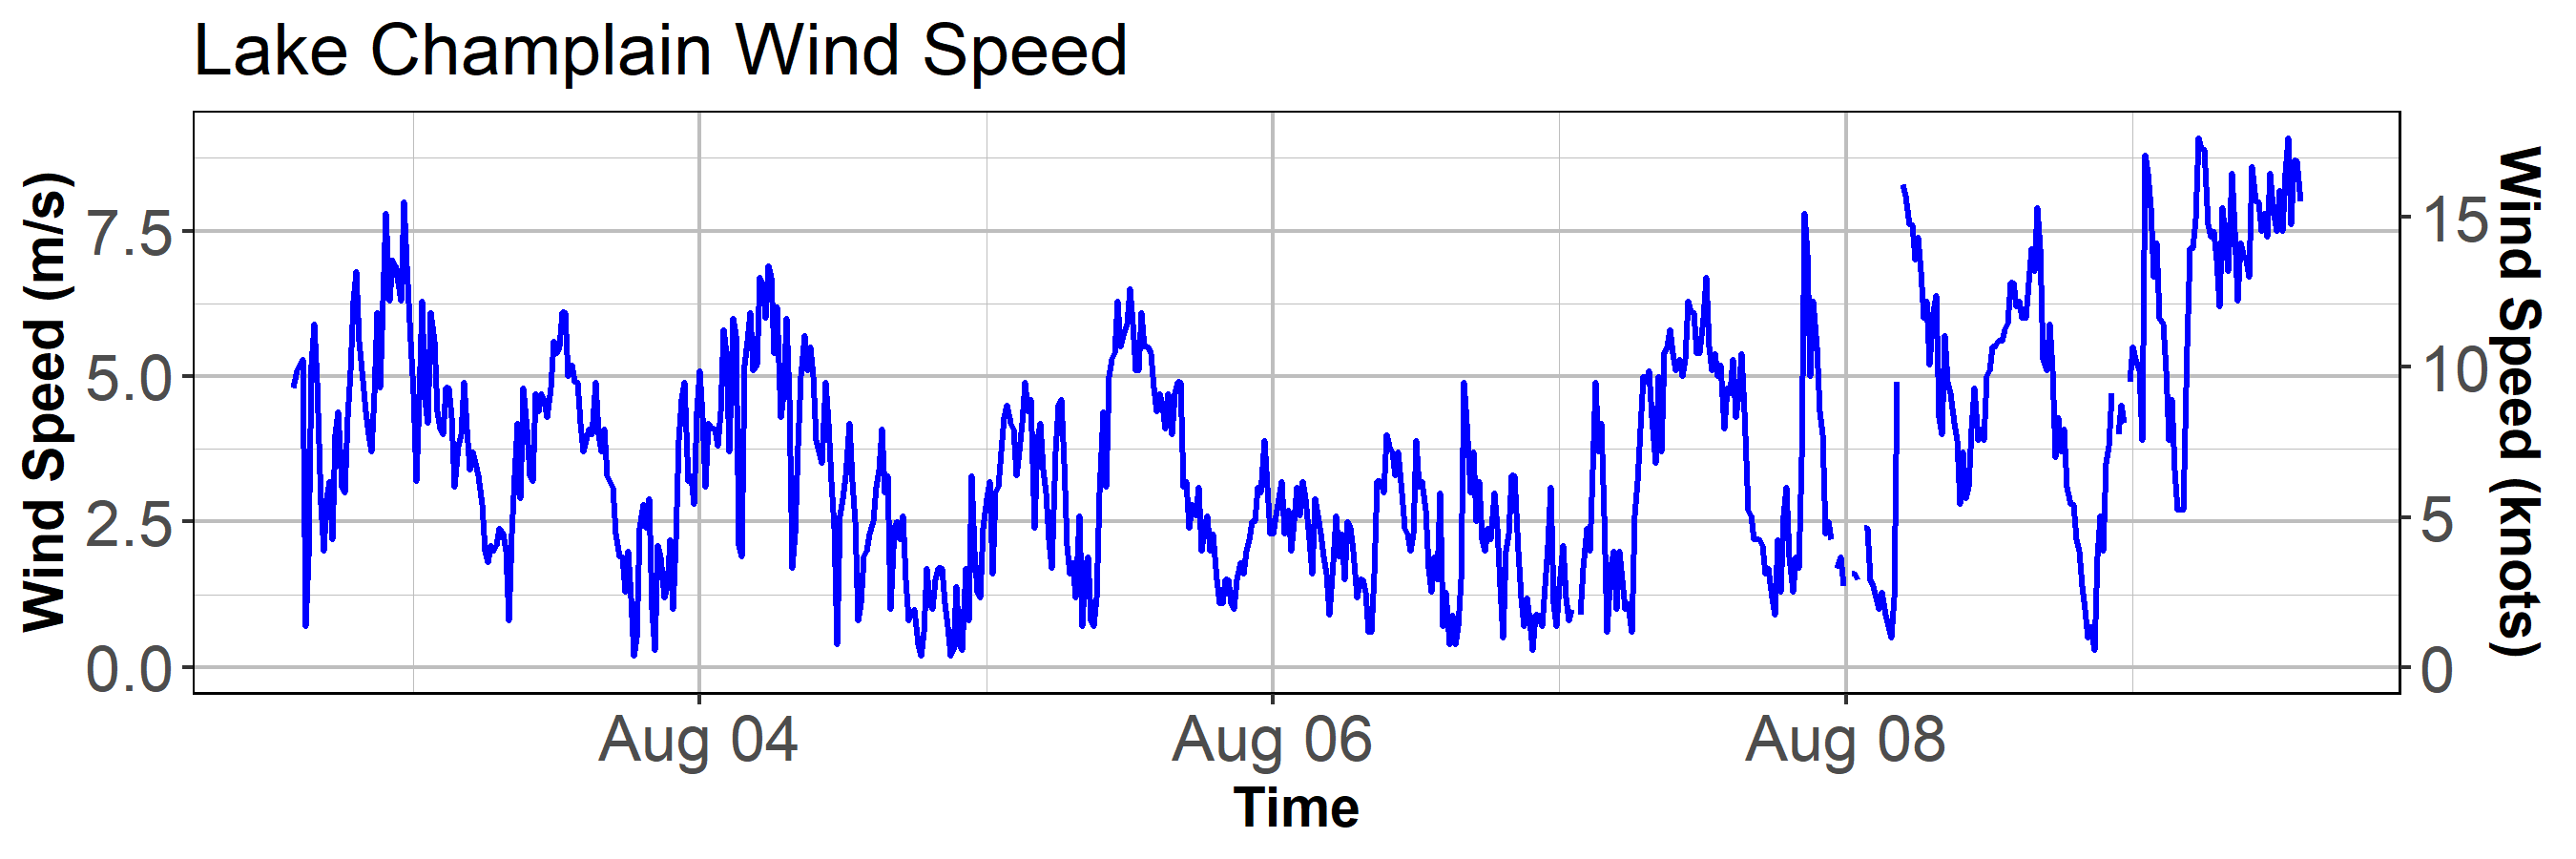 Lake Champlain Wind Speed
Wind Speed (m/s)
7.5
5.0
2.5
0.0
15
10
5
0
Wind Speed (knots)
Aug 04
Aug 06
Aug 08
Time